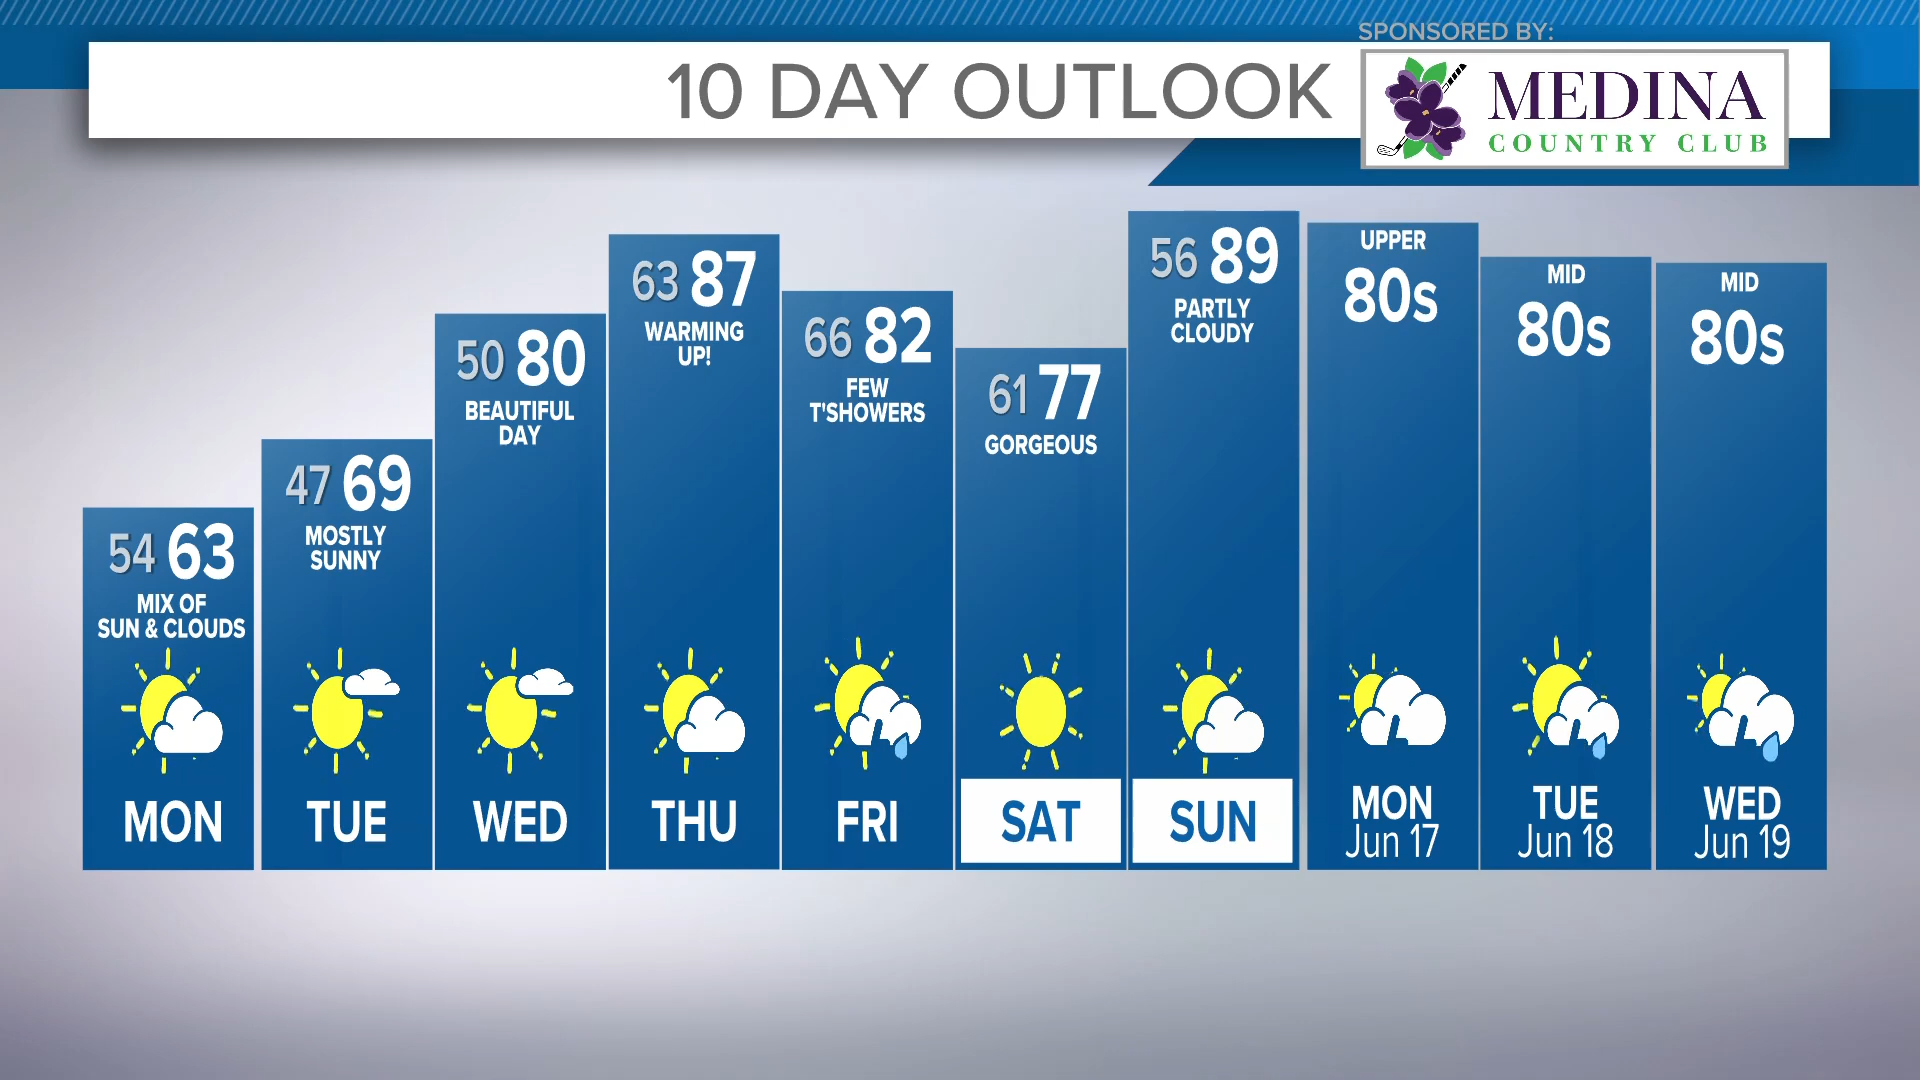 SPONSORED BY:
10 DAY OUTLOOK
MEDINA
COUNTRY CLUB
54 63
MIX OF
SUN & CLOUDS
MON
47 69
MOSTLY
SUNNY
TUE
50 80
BEAUTIFUL
DAY
WED
63 87
WARMING
UP!
THU
66 82
FEW
T'SHOWERS
FRI
61 77
GORGEOUS
SAT
56 89
PARTLY
CLOUDY
SUN
UPPER
80s
MON
Jun 17
MID
80s
TUE
Jun 18
MID
80s
WED
Jun 19